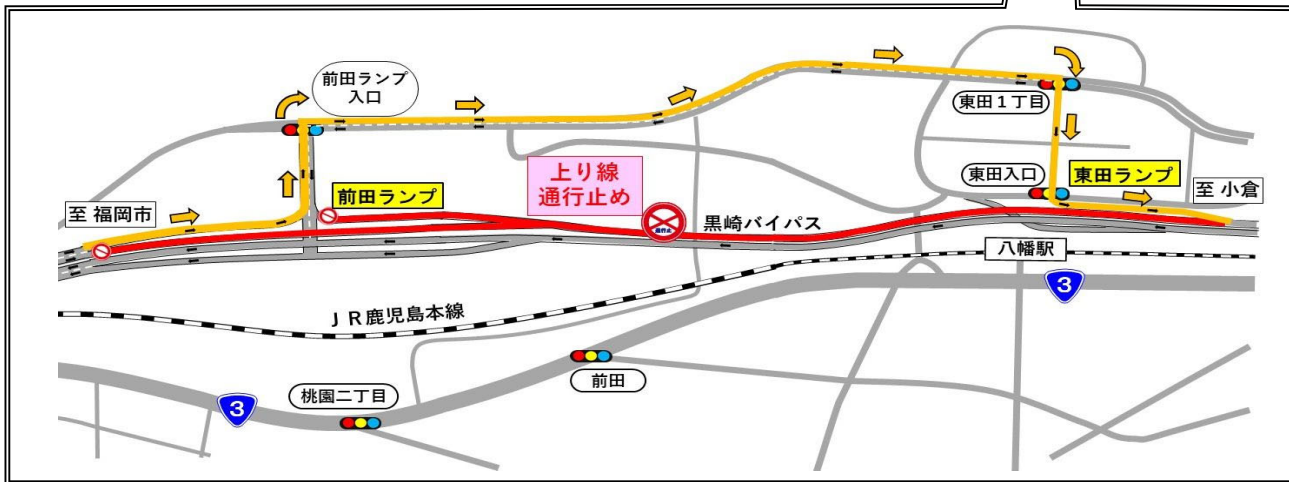 前田ランプ
入口
東田1丁目
上り線
通行止め
東田入口
東田ランプ
前田ランプ
至 小倉
至 福岡市
黒崎バイパス
八幡駅
3
JR鹿児島本線
前田
桃園二丁目
3